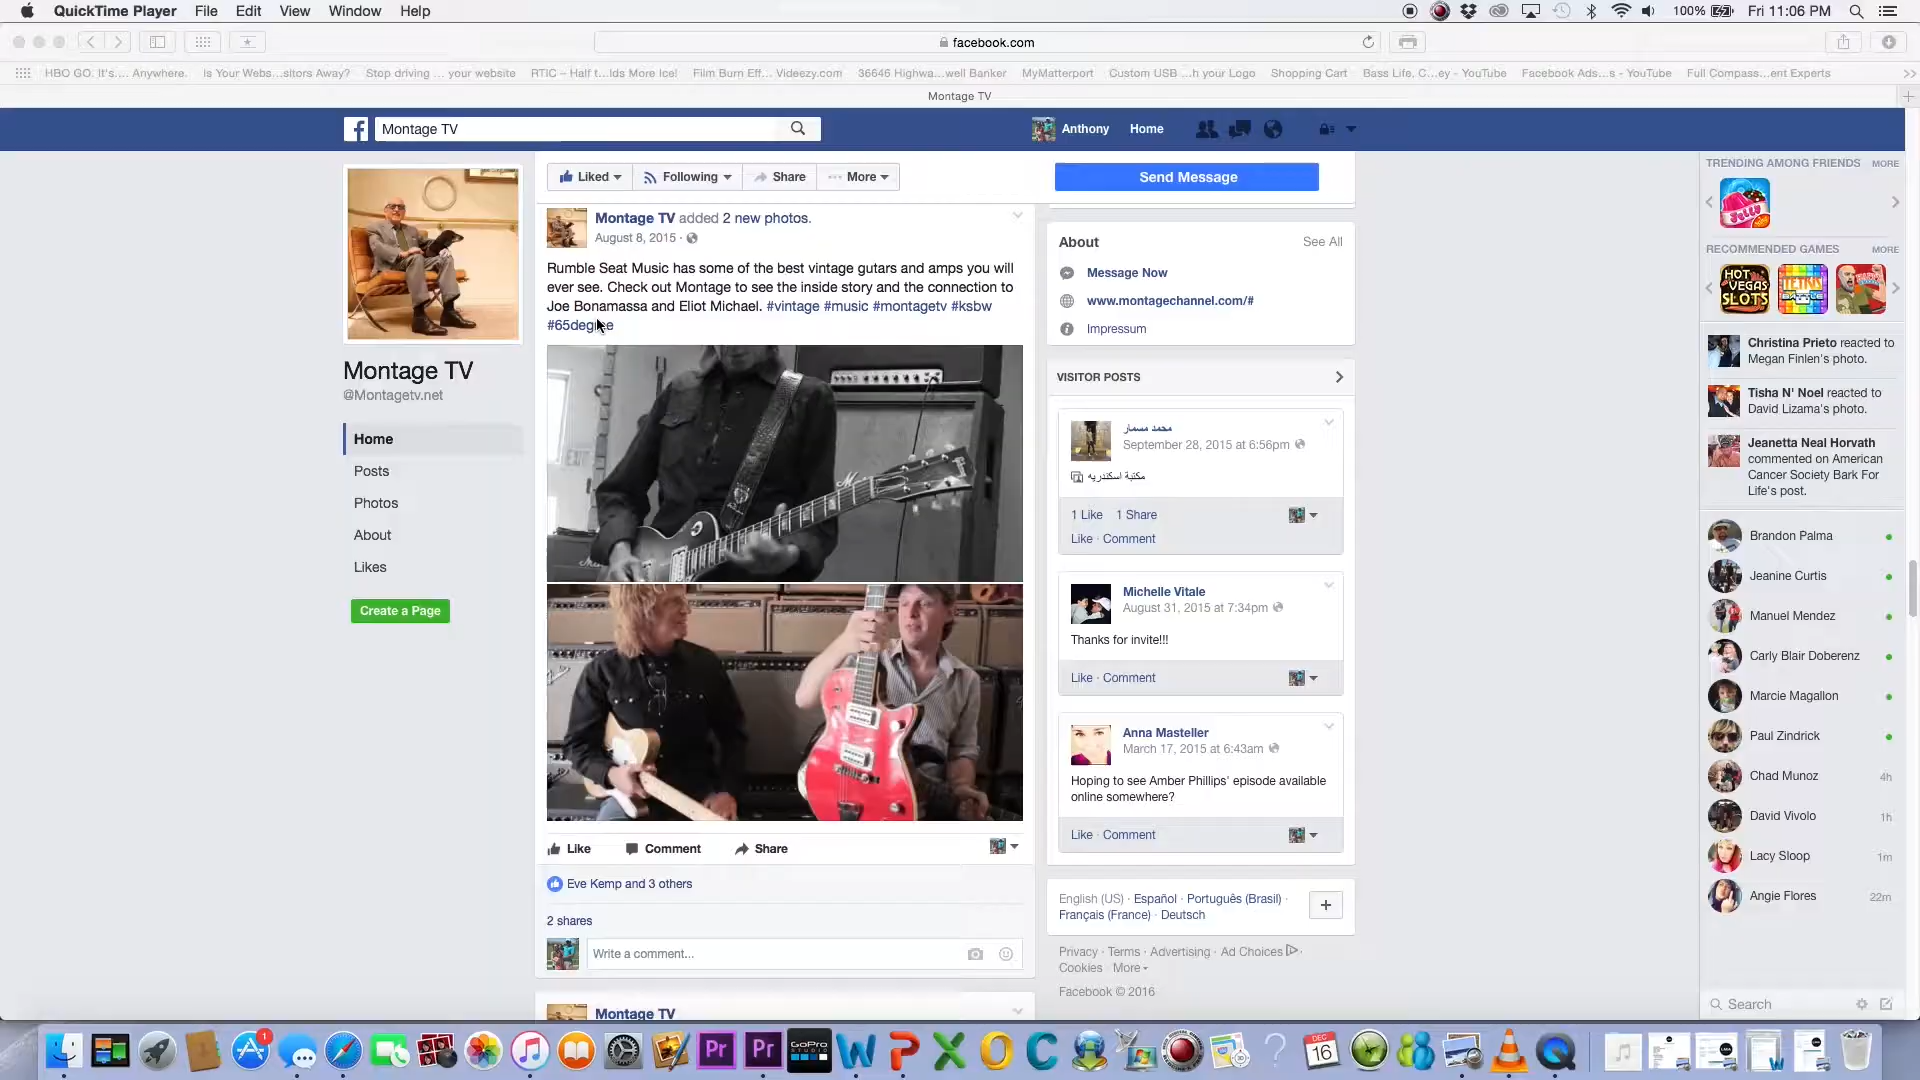 QuickTime Player File Edit View Window Help
100% Fri 11:06 PM
facebook.com
HBO GO. It's.... Anywhere. Is Your Webs...sitors Away? Stop driving ... your website RTIC – Half t...lds More Ice! Film Burn Eff... Videezy.com 36646 Highwa...well Banker MyMatterport Custom USB ...h your Logo Shopping Cart Bass Life, C...ey - YouTube Facebook Ads...s - YouTube Full Compass...ent Experts
Montage TV
Montage TV
Anthony Home
Liked Following Share More
Send Message
Montage TV
@Montagetv.net
Home
Posts
Photos
About
Likes
Create a Page
Montage TV added 2 new photos.
August 8, 2015 ·
Rumble Seat Music has some of the best vintage gutars and amps you will
ever see. Check out Montage to see the inside story and the connection to
Joe Bonamassa and Eliot Michael. #vintage #music #montagetv #ksbw
#65degree
Like Comment Share
Eve Kemp and 3 others
2 shares
Write a comment...
Montage TV
About See All
Message Now
www.montagechannel.com/#
Impressum
VISITOR POSTS
محمد مسمار
September 28, 2015 at 6:56pm
مكتبة اسكندريه
1 Like 1 Share
Like · Comment
Michelle Vitale
August 31, 2015 at 7:34pm
Thanks for invite!!!
Like · Comment
Anna Masteller
March 17, 2015 at 6:43am
Hoping to see Amber Phillips' episode available
online somewhere?
Like · Comment
English (US) · Español · Português (Brasil) ·
Français (France) · Deutsch
Privacy · Terms · Advertising · Ad Choices ·
Cookies · More
Facebook © 2016
TRENDING AMONG FRIENDS MORE
Jelly
RECOMMENDED GAMES MORE
HOT VEGAS SLOTS
TETRIS BATTLE
Christina Prieto reacted to
Megan Finlen's photo.
Tisha N' Noel reacted to
David Lizama's photo.
Jeanetta Neal Horvath
commented on American
Cancer Society Bark For
Life's post.
Brandon Palma
Jeanine Curtis
Manuel Mendez
Carly Blair Doberenz
Marcie Magallon
Paul Zindrick
Chad Munoz 4h
David Vivolo 1h
Lacy Sloop 1m
Angie Flores 22m
Search
1
Pr Pr GoPro STUDIO
DEC 16